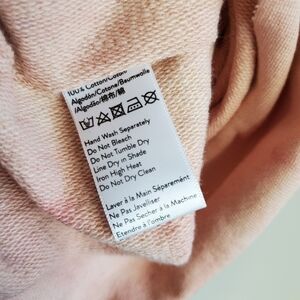 100% Cotton/Coton/
Algodón/Cotone/Baumwolle
/Algodão/棉布/綿
Hand Wash Separately
Do Not Bleach
Do Not Tumble Dry
Line Dry in Shade
Iron High Heat
Do Not Dry Clean
Laver à la Main Séparément
Ne Pas Javelliser
Ne Pas Secher à la Machine
Etendre à l'ombre